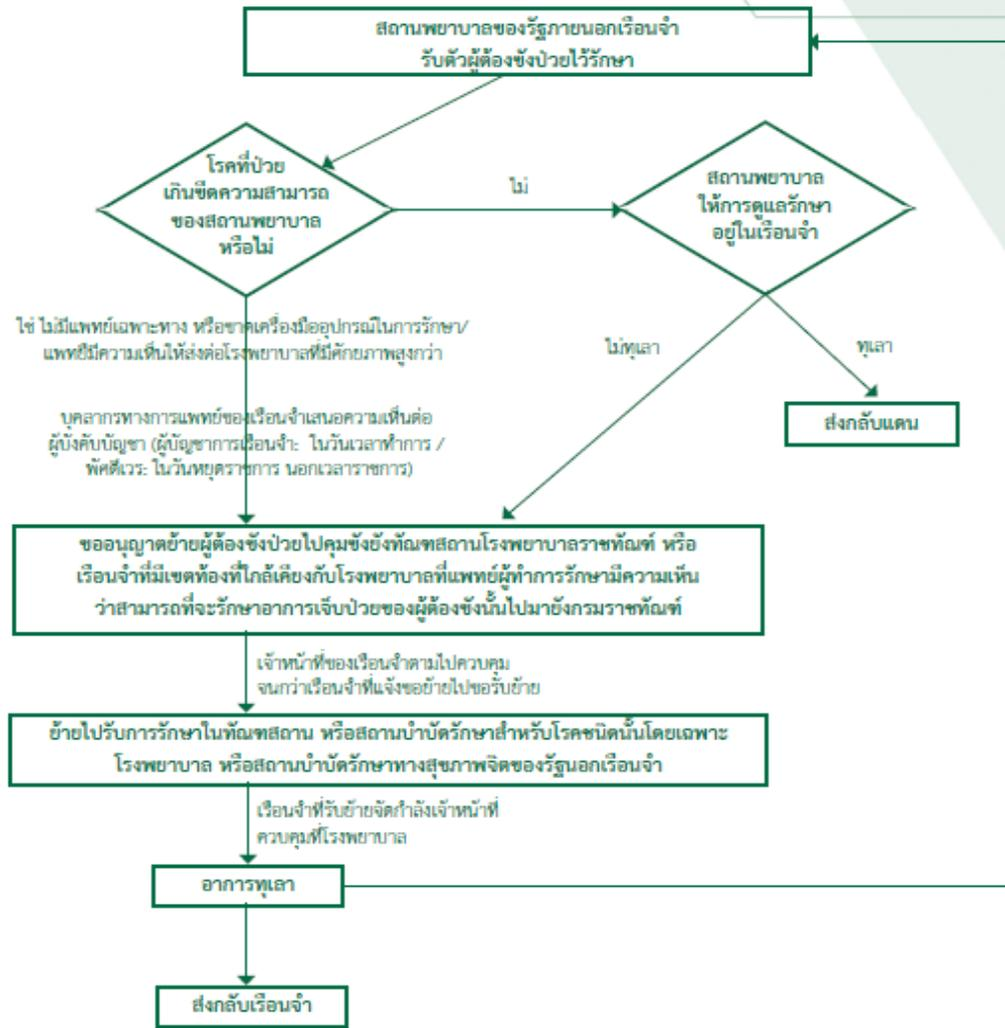 สถานพยาบาลของรัฐภายนอกเรือนจำ
รับตัวผู้ต้องขังป่วยไว้รักษา
โรคที่ป่วย
เกินขีดความสามารถ
ของสถานพยาบาล
หรือไม่
ไม่
สถานพยาบาล
ให้การดูแลรักษา
อยู่ในเรือนจำ
ใช่ ไม่มีแพทย์เฉพาะทาง หรือขาดเครื่องมืออุปกรณ์ในการรักษา/
แพทย์มีความเห็นให้ส่งต่อโรงพยาบาลที่มีศักยภาพสูงกว่า
ไม่ทุเลา
ทุเลา
บุคลากรทางการแพทย์ของเรือนจำเสนอความเห็นต่อ
ผู้บังคับบัญชา (ผู้บัญชาการเรือนจำ: ในวันเวลาทำการ /
พัศดีเวร: ในวันหยุดราชการ นอกเวลาราชการ)
ส่งกลับแดน
ขออนุญาตย้ายผู้ต้องขังป่วยไปคุมขังยังทัณฑสถานโรงพยาบาลราชทัณฑ์ หรือ
เรือนจำที่มีเขตท้องที่ใกล้เคียงกับโรงพยาบาลที่แพทย์ผู้ทำการรักษามีความเห็น
ว่าสามารถที่จะรักษาอาการเจ็บป่วยของผู้ต้องขังนั้นไปมายังกรมราชทัณฑ์
เจ้าหน้าที่ของเรือนจำตามไปควบคุม
จนกว่าเรือนจำที่แจ้งขอย้ายไปขอรับย้าย
ย้ายไปรับการรักษาในทัณฑสถาน หรือสถานบำบัดรักษาสำหรับโรคชนิดนั้นโดยเฉพาะ
โรงพยาบาล หรือสถานบำบัดรักษาทางสุขภาพจิตของรัฐนอกเรือนจำ
เรือนจำที่รับย้ายจัดกำลังเจ้าหน้าที่
ควบคุมที่โรงพยาบาล
อาการทุเลา
ส่งกลับเรือนจำ